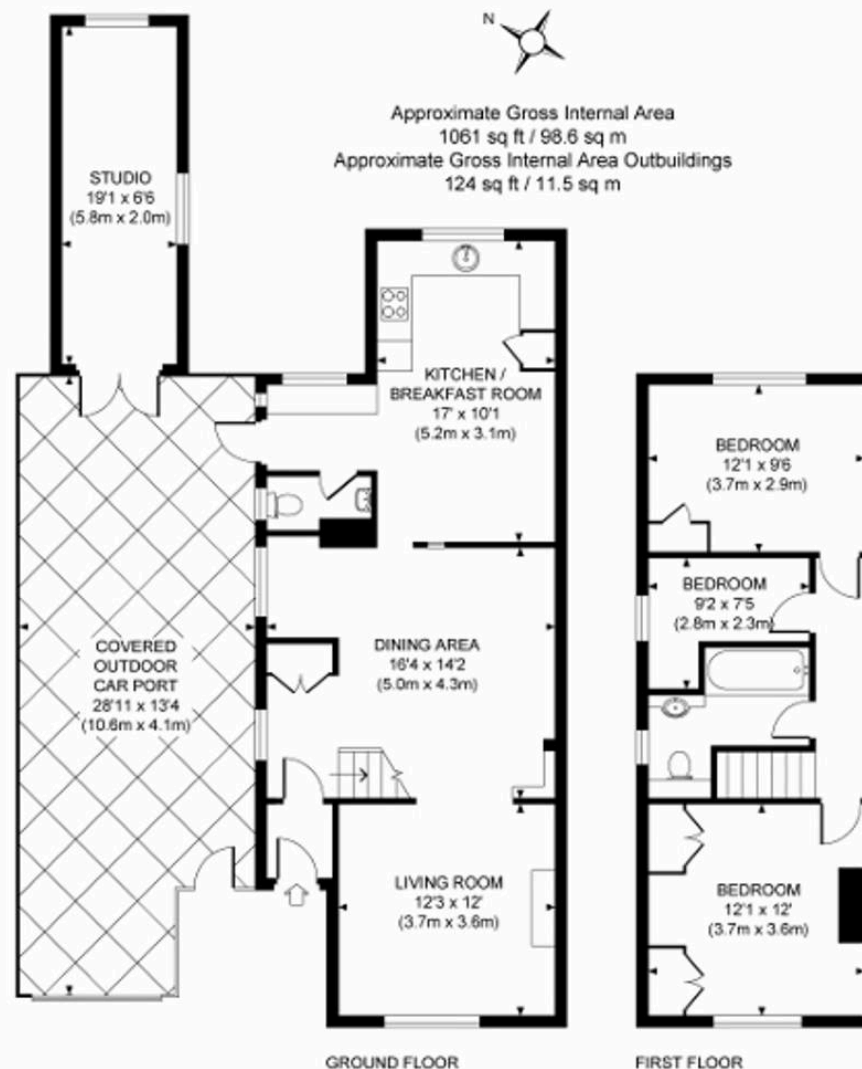 N
Approximate Gross Internal Area
1061 sq ft / 98.6 sq m
Approximate Gross Internal Area Outbuildings
124 sq ft / 11.5 sq m
STUDIO
19'1 x 6'6
(5.8m x 2.0m)
KITCHEN /
BREAKFAST ROOM
17' x 10'1
(5.2m x 3.1m)
DINING AREA
16'4 x 14'2
(5.0m x 4.3m)
COVERED
OUTDOOR
CAR PORT
28'11 x 13'4
(10.6m x 4.1m)
LIVING ROOM
12'3 x 12'
(3.7m x 3.6m)
GROUND FLOOR
BEDROOM
12'1 x 9'6
(3.7m x 2.9m)
BEDROOM
9'2 x 7'5
(2.8m x 2.3m)
BEDROOM
12'1 x 12'
(3.7m x 3.6m)
FIRST FLOOR